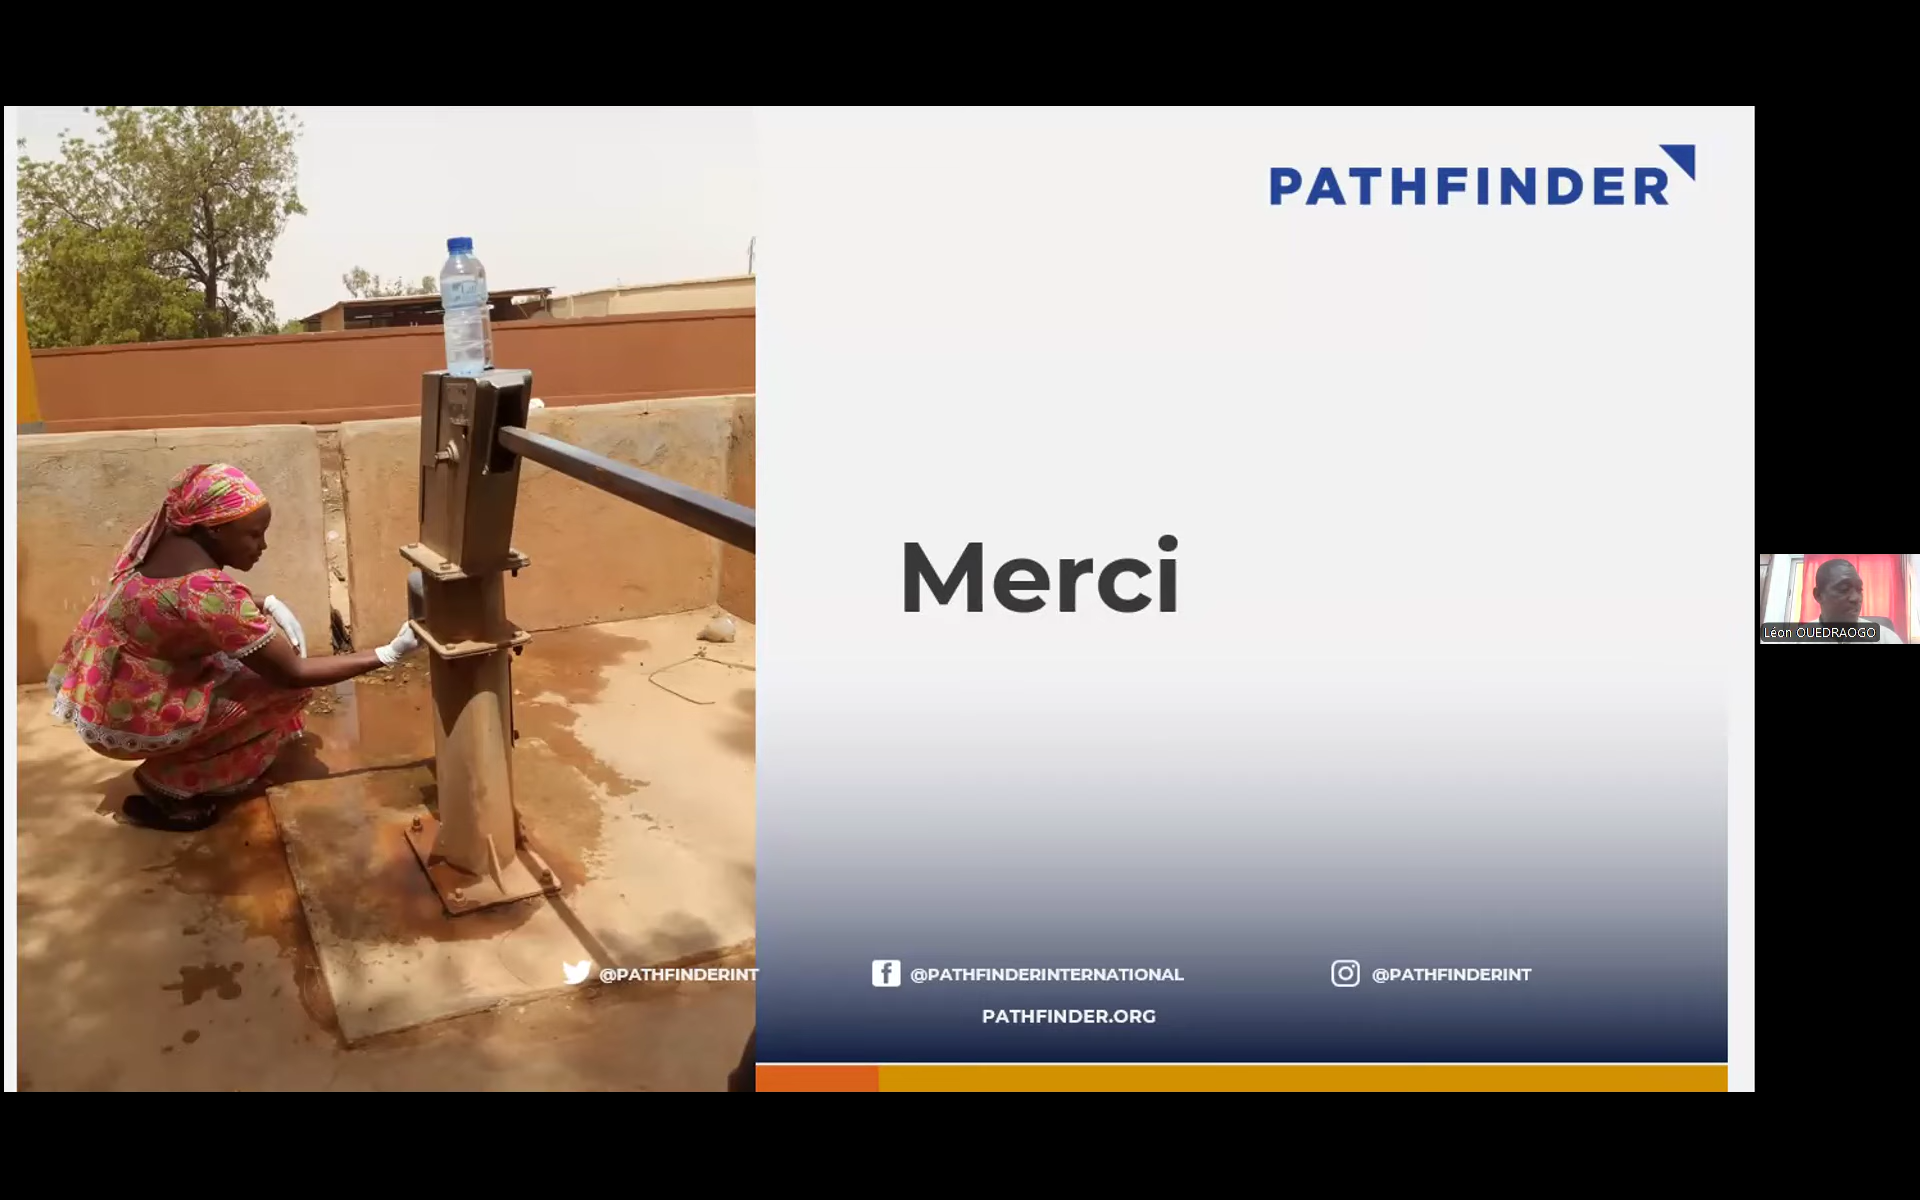 PATHFINDER
Merci
Léon OUEDRAOGO
@PATHFINDERINT
@PATHFINDERINTERNATIONAL
@PATHFINDERINT
PATHFINDER.ORG